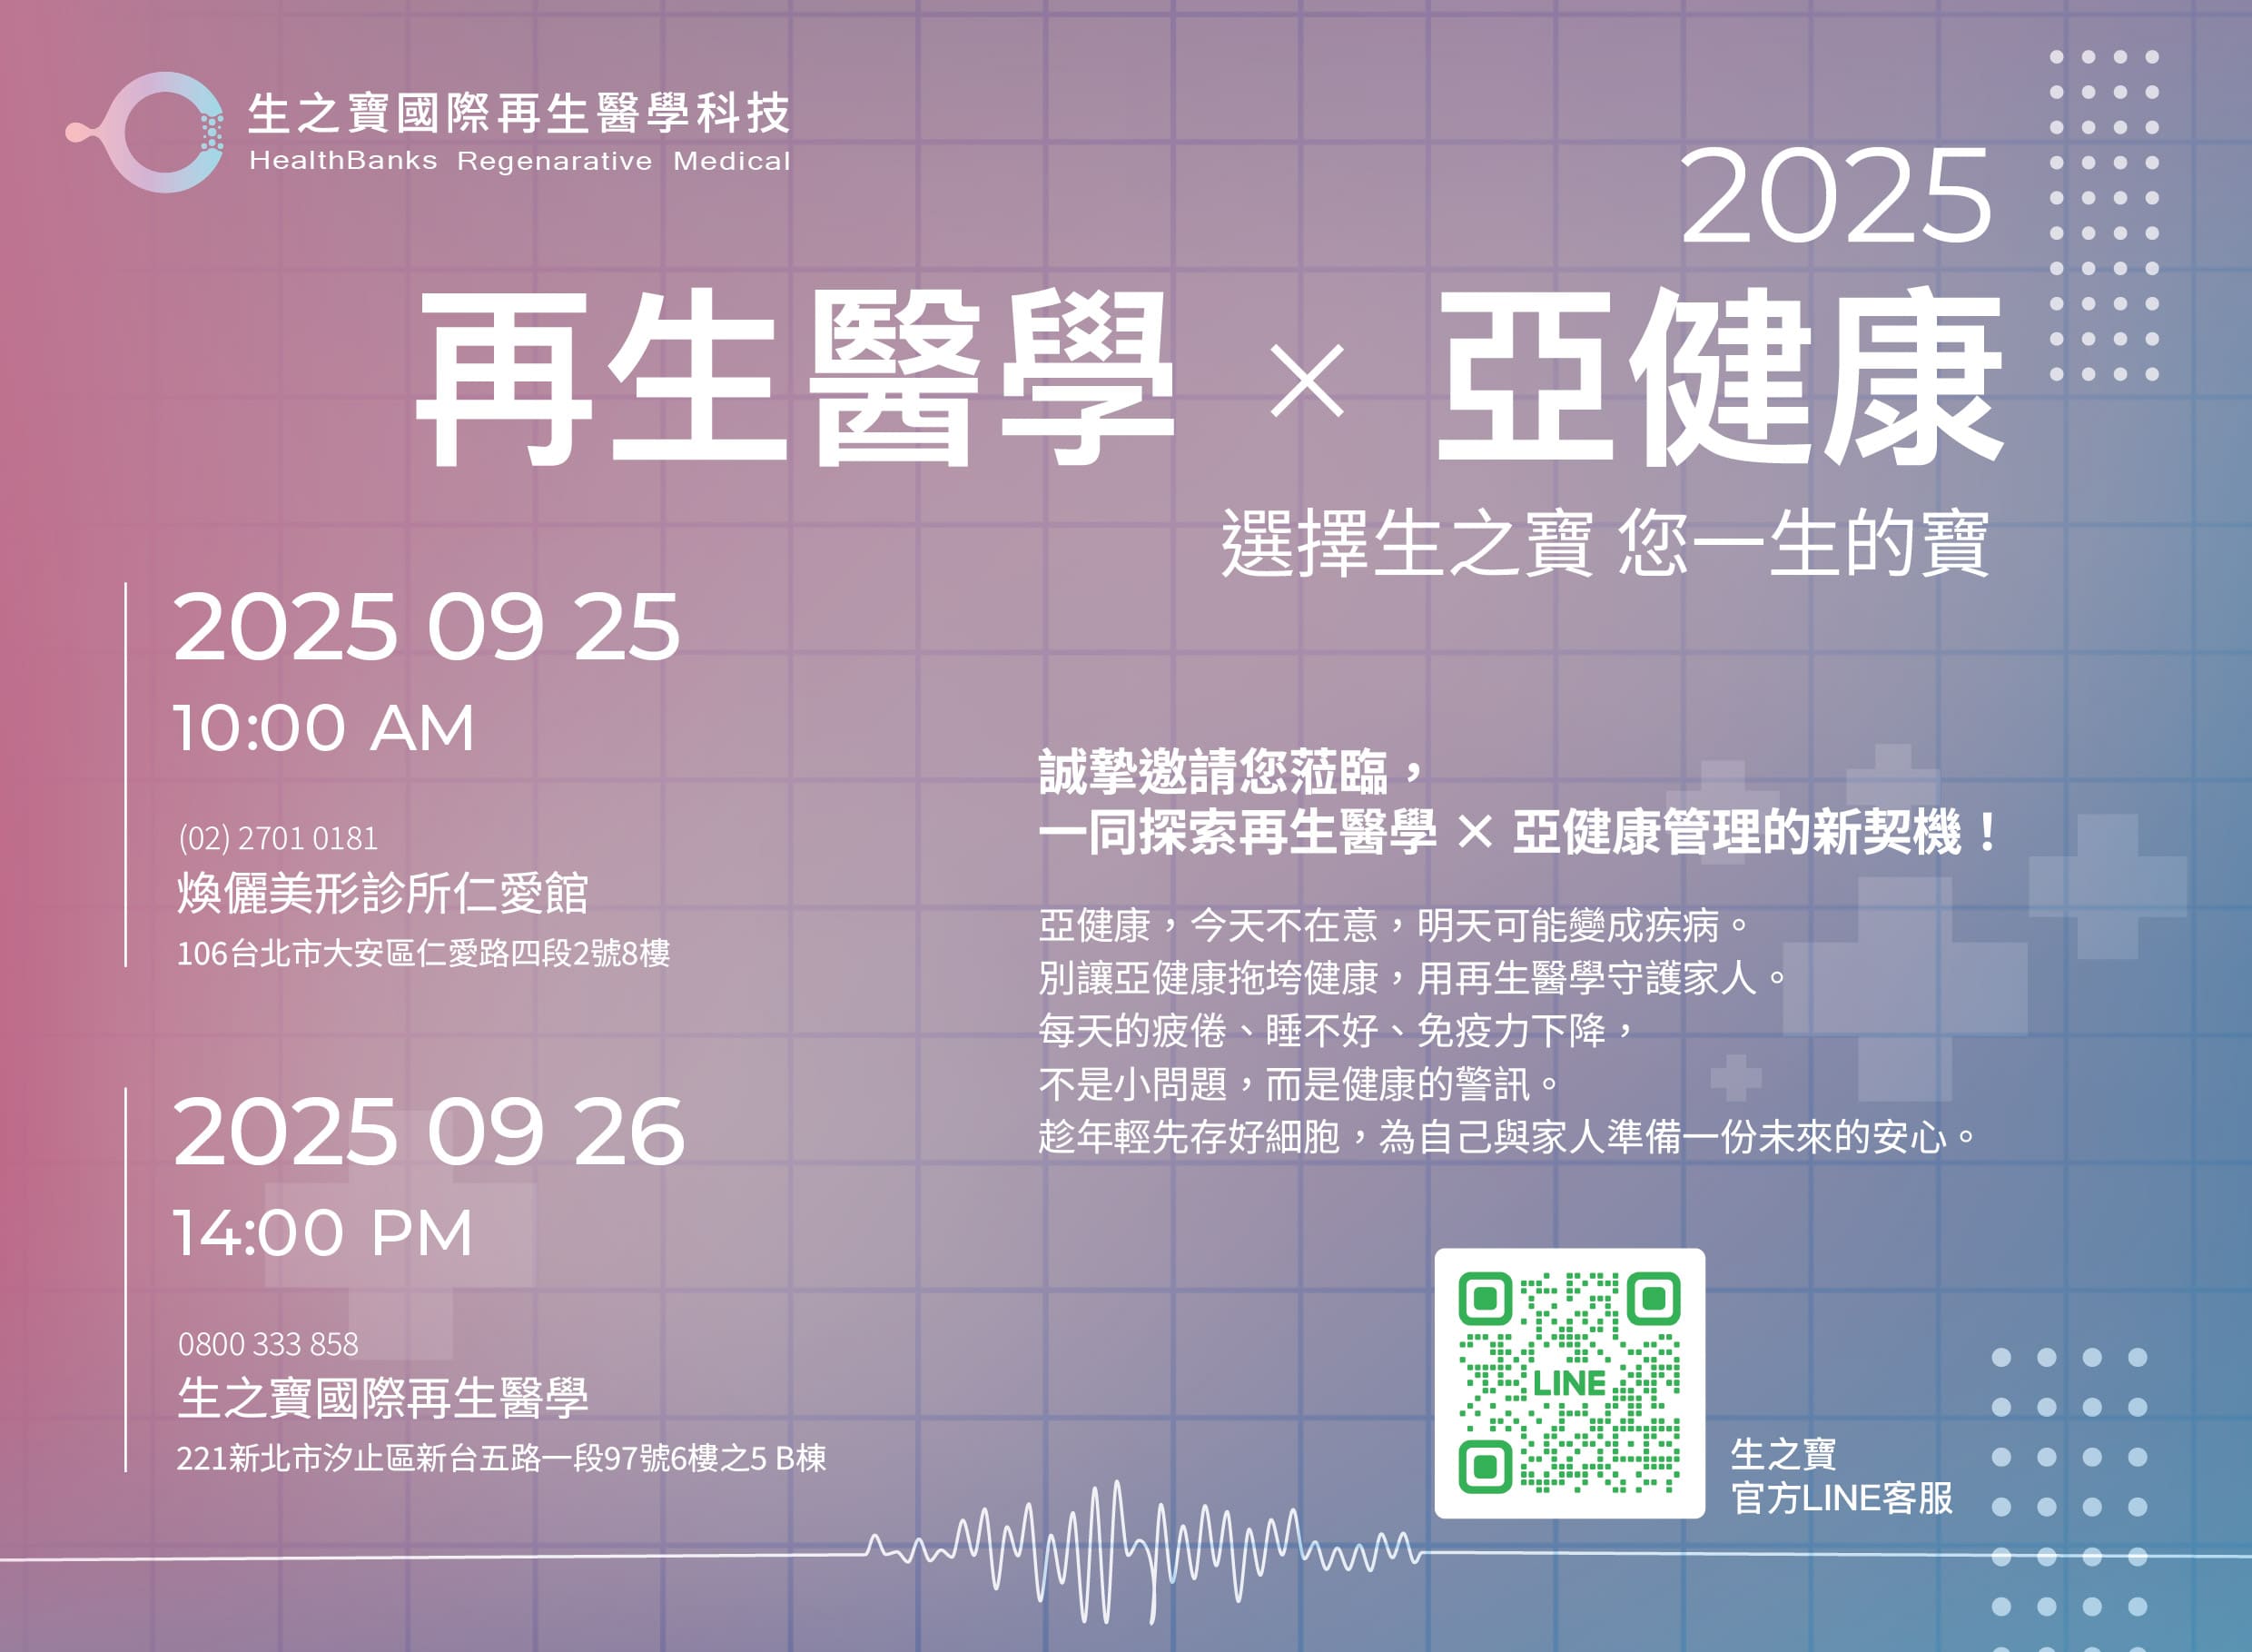 生之寶國際再生醫學科技
HealthBanks Regenarative Medical
2025
再生醫學 × 亞健康
選擇生之寶 您一生的寶
2025 09 25
10:00 AM
(02) 2701 0181
煥儷美形診所仁愛館
106台北市大安區仁愛路四段2號8樓
2025 09 26
14:00 PM
0800 333 858
生之寶國際再生醫學
221新北市汐止區新台五路一段97號6樓之5 B棟
誠摯邀請您蒞臨，
一同探索再生醫學 × 亞健康管理的新契機！
亞健康，今天不在意，明天可能變成疾病。
別讓亞健康拖垮健康，用再生醫學守護家人。
每天的疲倦、睡不好、免疫力下降，
不是小問題，而是健康的警訊。
趁年輕先存好細胞，為自己與家人準備一份未來的安心。
LINE
生之寶
官方LINE客服